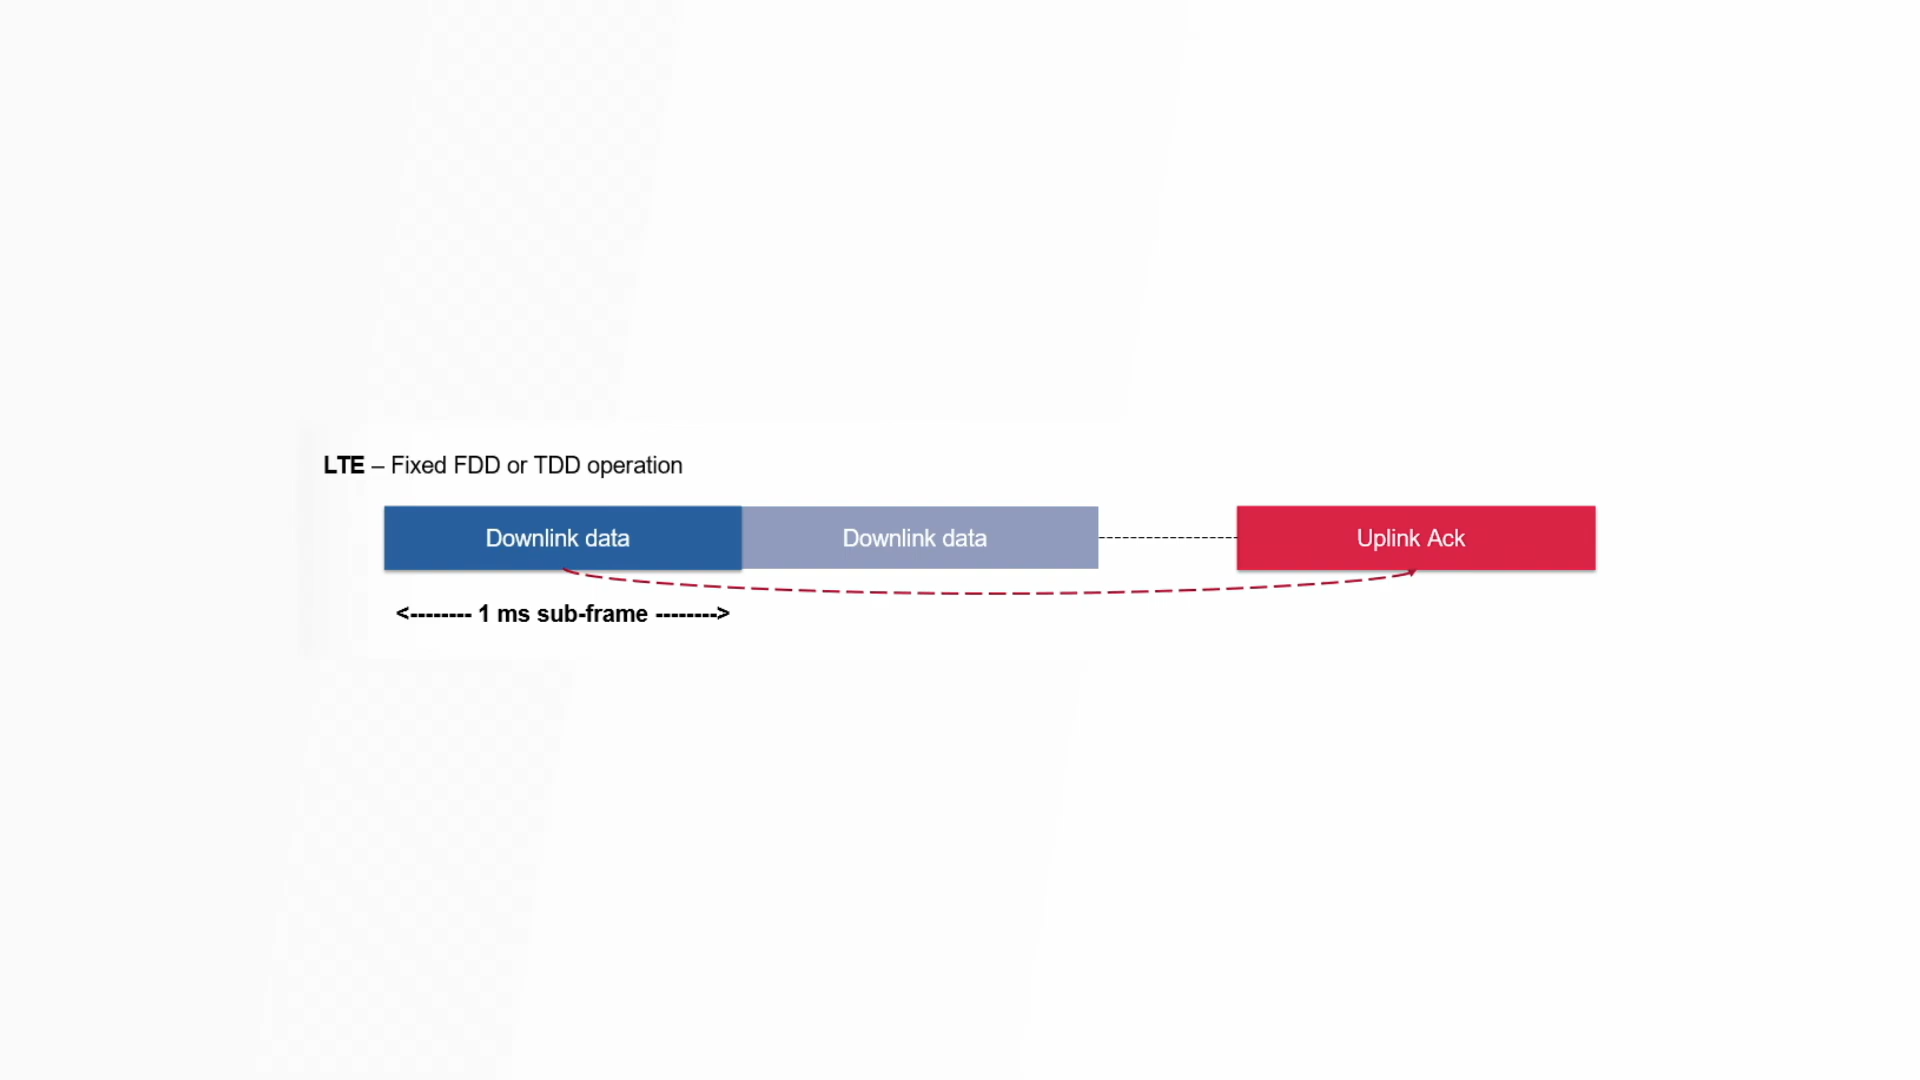 LTE – Fixed FDD or TDD operation
Downlink data Downlink data Uplink Ack
<-------- 1 ms sub-frame -------->